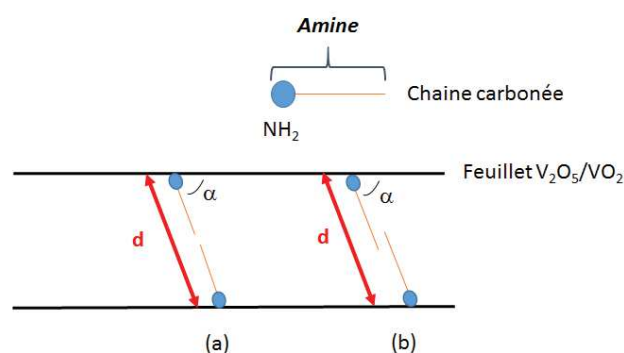 Amine
Chaine carbonée
NH₂
Feuillet V₂O₅/VO₂
α
α
d
d
(a)
(b)